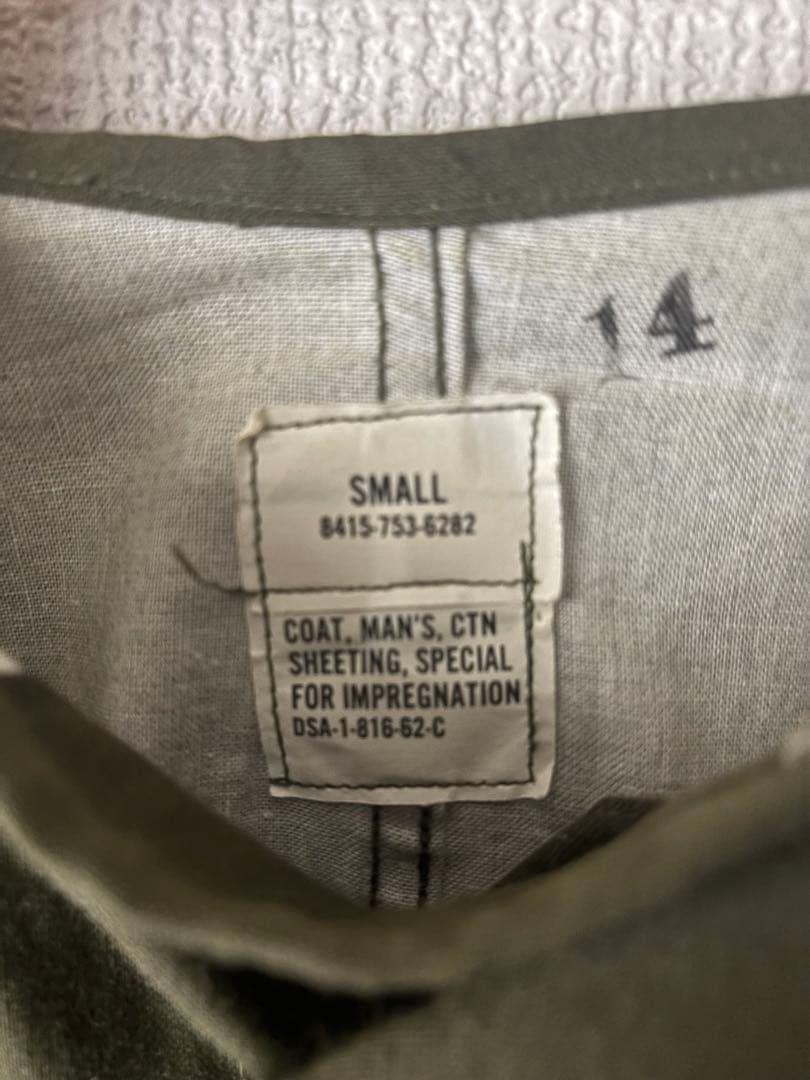 14
SMALL
8415-753-6282
COAT, MAN'S, CTN
SHEETING, SPECIAL
FOR IMPREGNATION
DSA-1-816-62-C